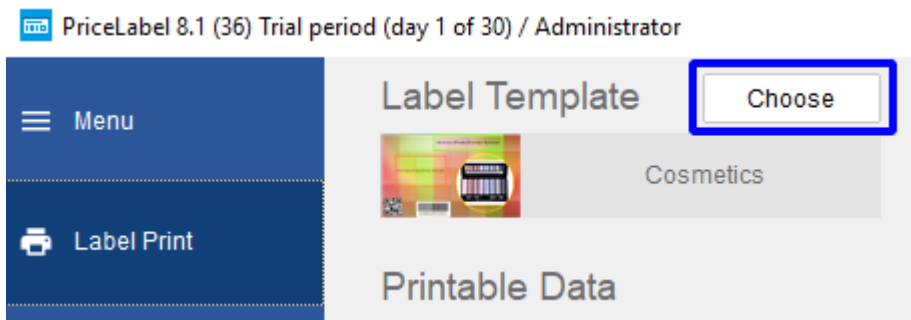 PriceLabel 8.1 (36) Trial period (day 1 of 30) / Administrator
Menu
Label Print
Label Template
Choose
Cosmetics
Printable Data